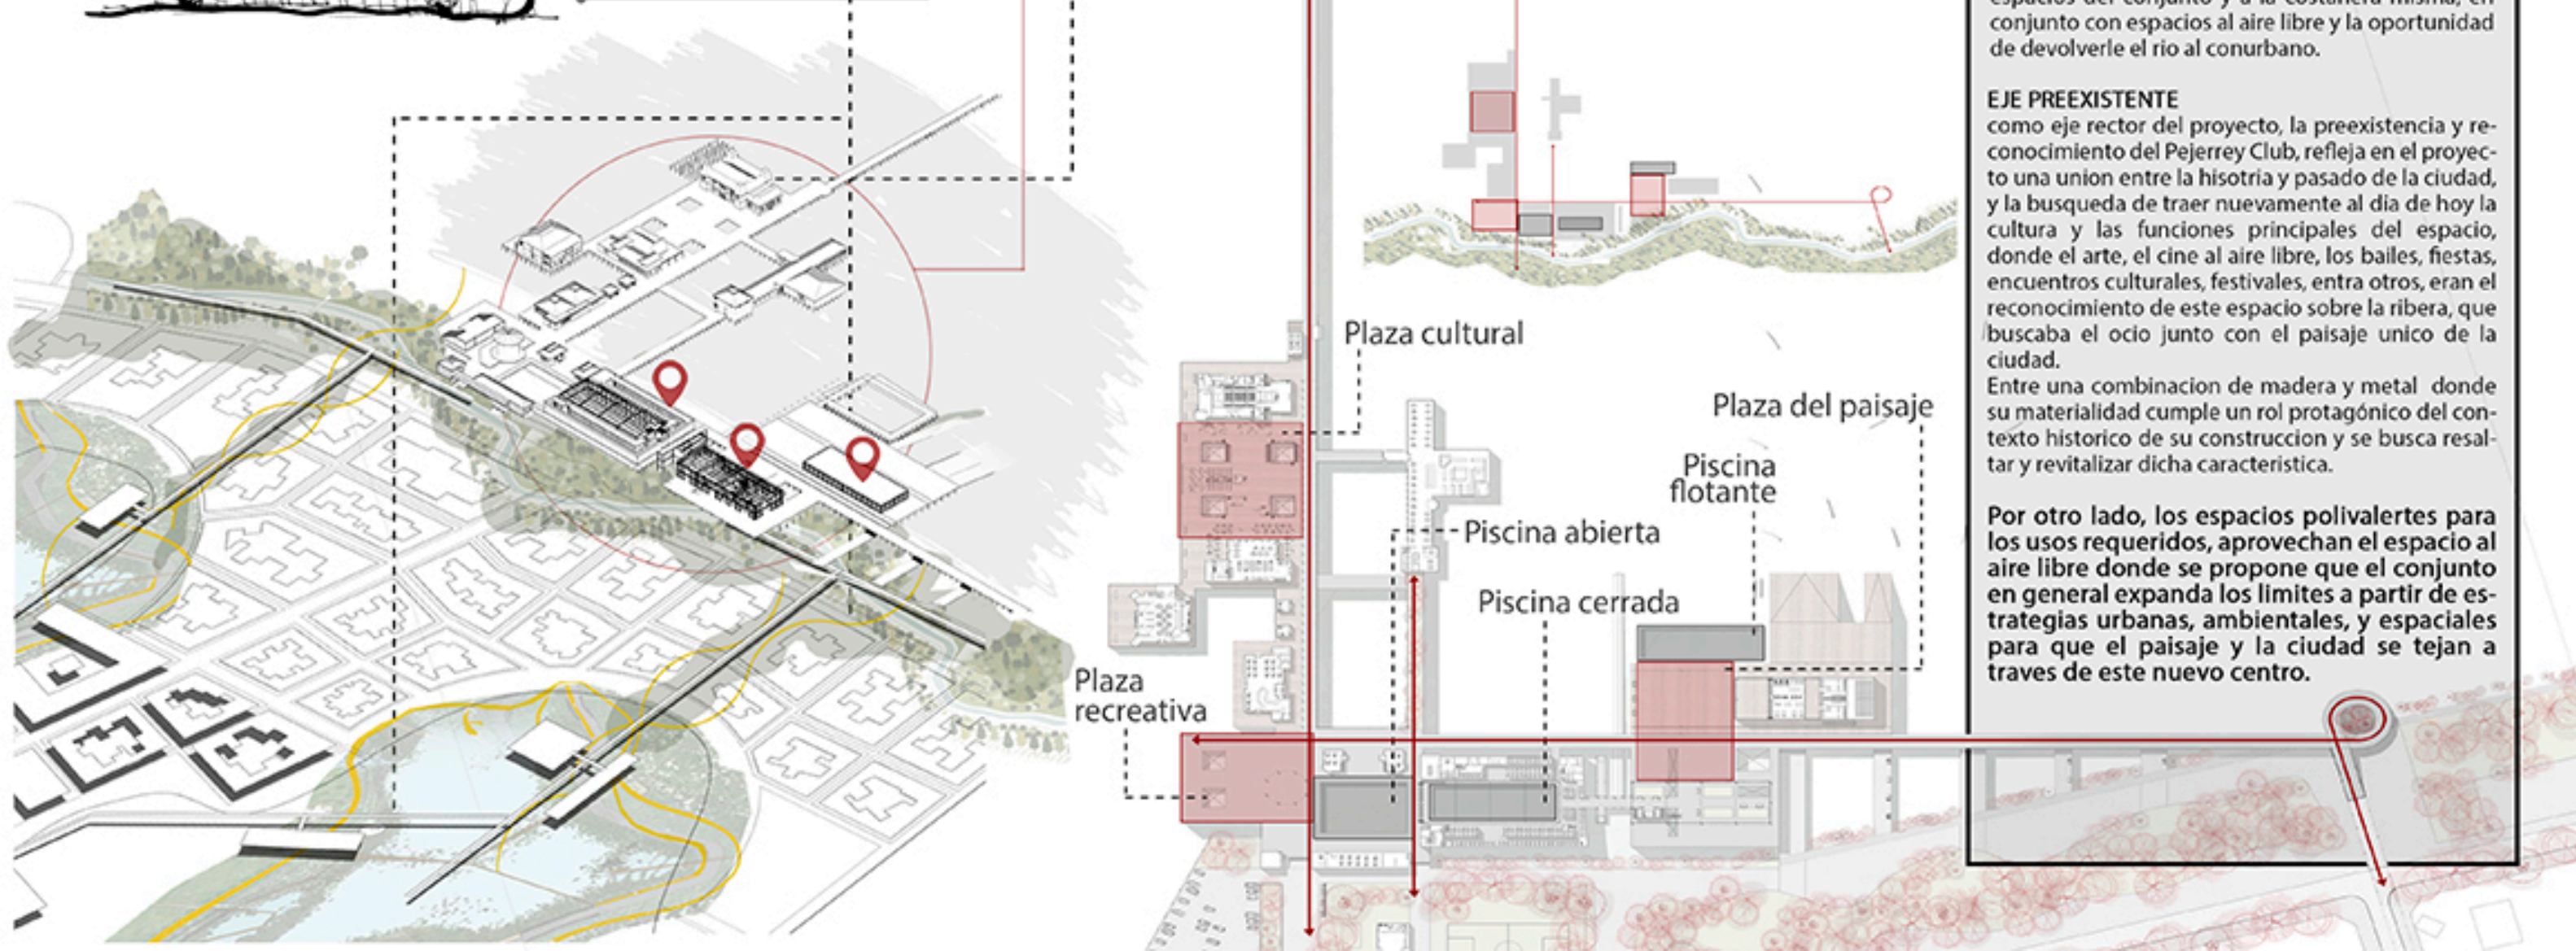 espacios del conjunto y a la costanera misma, en
conjunto con espacios al aire libre y la oportunidad
de devolverle el rio al conurbano.
EJE PREEXISTENTE
como eje rector del proyecto, la preexistencia y re-
conocimiento del Pejerrey Club, refleja en el proyec-
to una union entre la hisotria y pasado de la ciudad,
y la busqueda de traer nuevamente al dia de hoy la
cultura y las funciones principales del espacio,
donde el arte, el cine al aire libre, los bailes, fiestas,
encuentros culturales, festivales, entra otros, eran el
reconocimiento de este espacio sobre la ribera, que
buscaba el ocio junto con el paisaje unico de la
ciudad.
Entre una combinacion de madera y metal donde
su materialidad cumple un rol protagónico del con-
texto historico de su construccion y se busca resal-
tar y revitalizar dicha caracteristica.
Por otro lado, los espacios polivalertes para
los usos requeridos, aprovechan el espacio al
aire libre donde se propone que el conjunto
en general expanda los limites a partir de es-
trategias urbanas, ambientales, y espaciales
para que el paisaje y la ciudad se tejan a
traves de este nuevo centro.
Plaza cultural
Plaza del paisaje
Piscina
flotante
Piscina abierta
Piscina cerrada
Plaza
recreativa